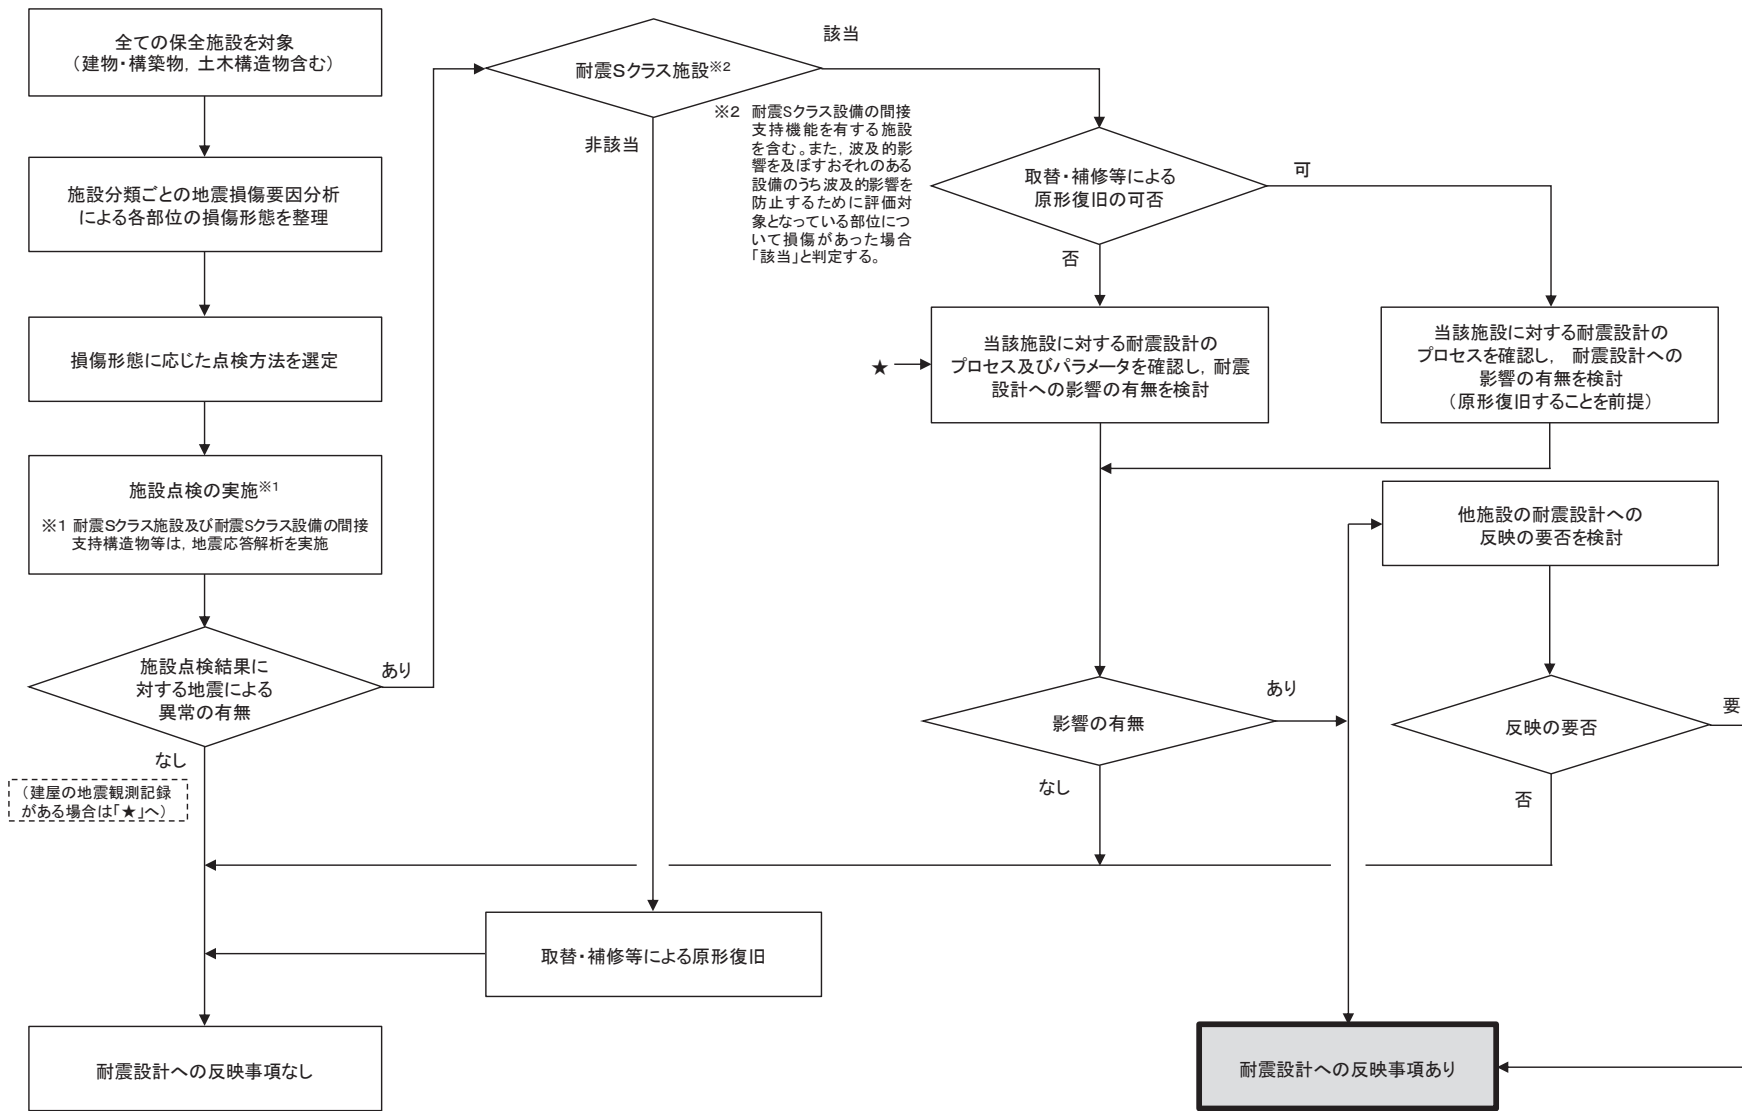 全ての保全施設を対象
（建物・構築物，土木構造物含む）
施設分類ごとの地震損傷要因分析
による各部位の損傷形態を整理
損傷形態に応じた点検方法を選定
施設点検の実施※1
※1 耐震Sクラス施設及び耐震Sクラス設備の間接
支持構造物等は，地震応答解析を実施
施設点検結果に
対する地震による
異常の有無
あり
なし
（建屋の地震観測記録
がある場合は「★」へ）
耐震設計への反映事項なし
耐震Sクラス施設※2
該当
非該当
※2 耐震Sクラス設備の間接
支持機能を有する施設
を含む。また，波及的影
響を及ぼすおそれのある
設備のうち波及的影響を
防止するために評価対
象となっている部位につ
いて損傷があった場合
「該当」と判定する。
取替・補修等による原形復旧
取替・補修等による
原形復旧の可否
可
否
★
当該施設に対する耐震設計の
プロセス及びパラメータを確認し，耐震
設計への影響の有無を検討
当該施設に対する耐震設計の
プロセスを確認し， 耐震設計への
影響の有無を検討
（原形復旧することを前提）
他施設の耐震設計への
反映の要否を検討
影響の有無
あり
なし
反映の要否
要
否
耐震設計への反映事項あり